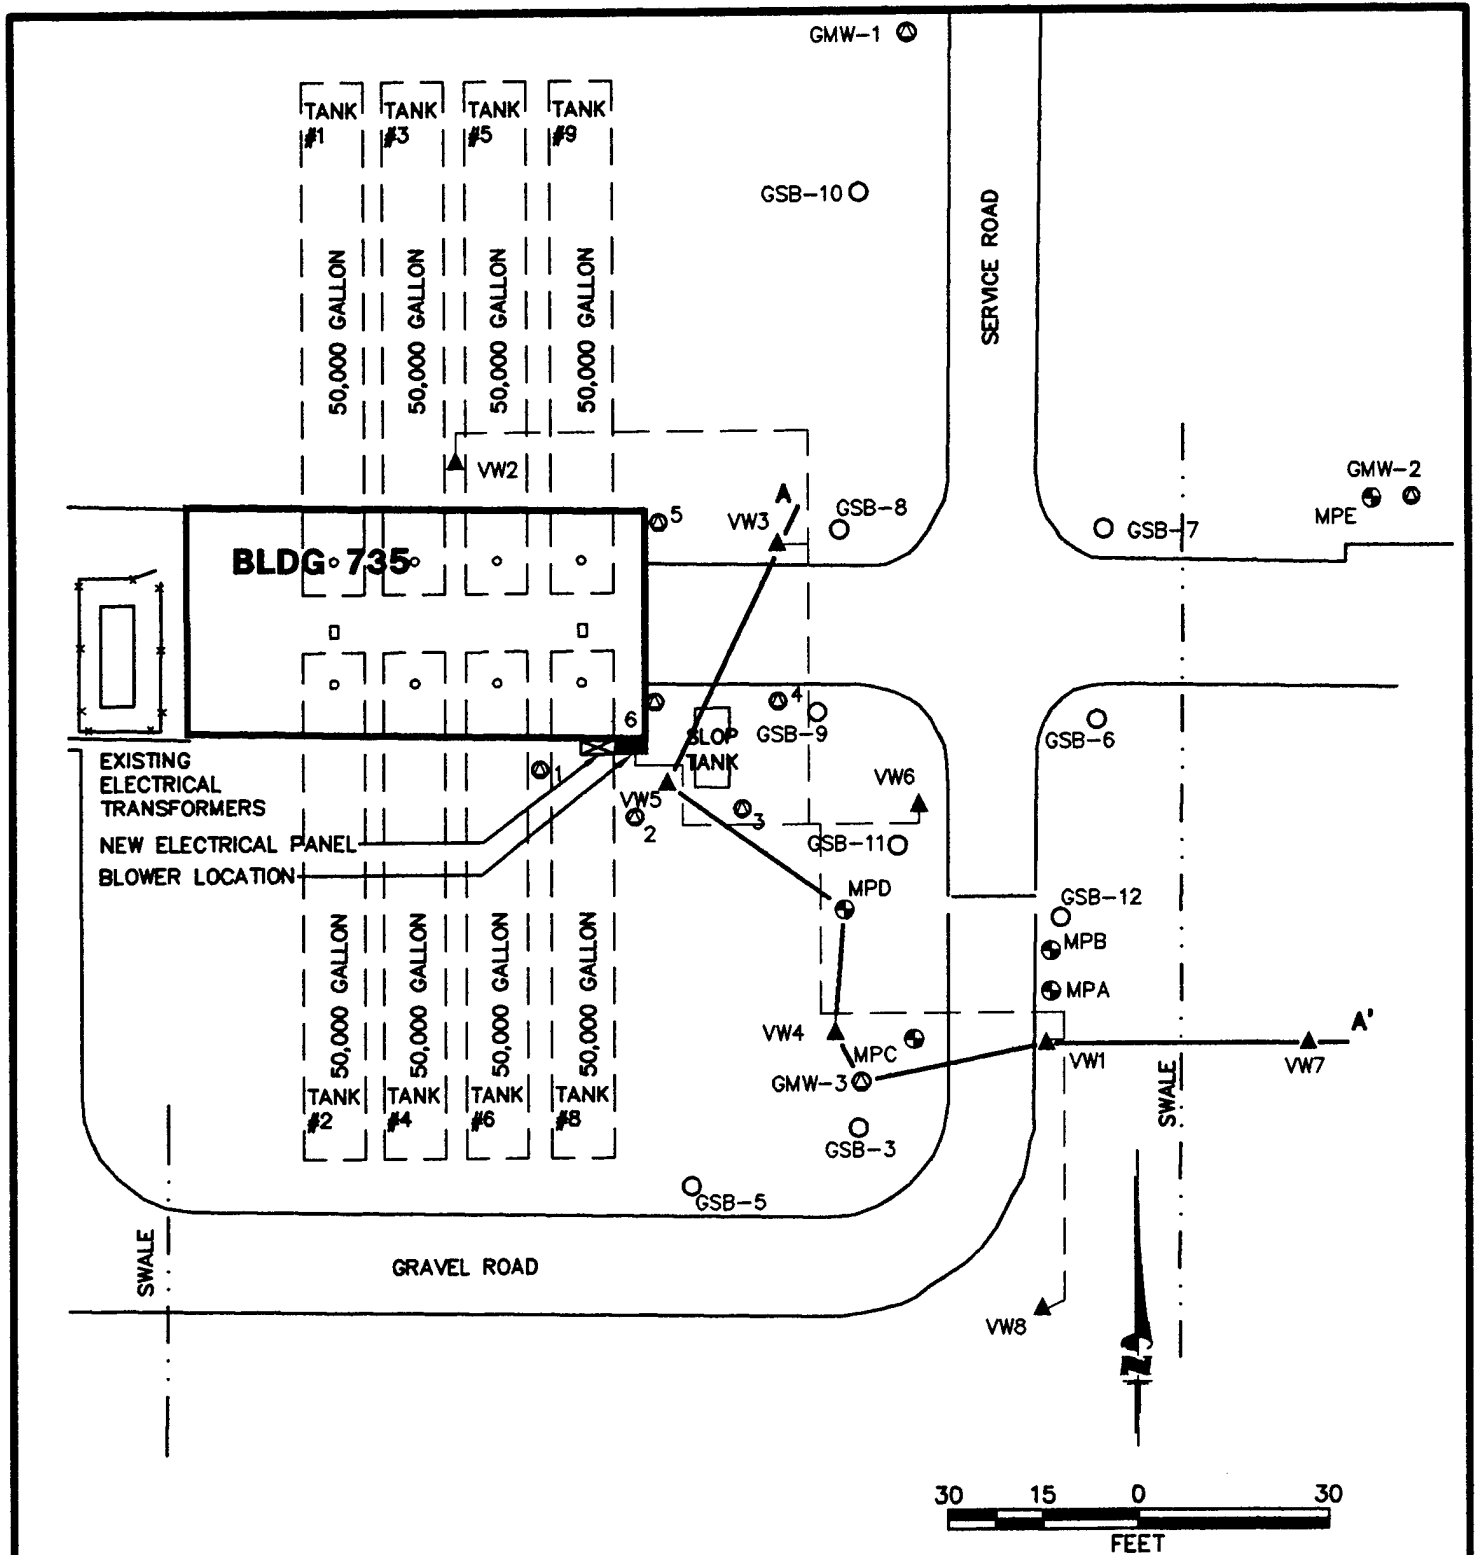 GMW-1
TANK #1
TANK #3
TANK #5
TANK #9
GSB-10
SERVICE ROAD
50,000 GALLON
50,000 GALLON
50,000 GALLON
50,000 GALLON
VW2
GMW-2
MPE
A
VW3
GSB-8
GSB-7
5
BLDG 735
6
4
SLOP TANK
GSB-9
GSB-6
EXISTING
ELECTRICAL
TRANSFORMERS
1
VW5
2
3
VW6
NEW ELECTRICAL PANEL
GSB-11
BLOWER LOCATION
MPD
GSB-12
MPB
MPA
50,000 GALLON
50,000 GALLON
50,000 GALLON
50,000 GALLON
VW4
MPC
VW1
VW7
A'
GMW-3
TANK #2
TANK #4
TANK #6
TANK #8
SWALE
GSB-3
GSB-5
SWALE
GRAVEL ROAD
VW8
N
30 15 0 30
FEET